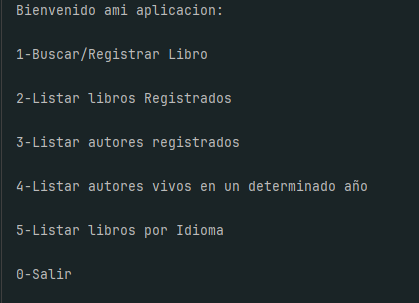 Bienvenido ami aplicacion:
1-Buscar/Registrar Libro
2-Listar libros Registrados
3-Listar autores registrados
4-Listar autores vivos en un determinado año
5-Listar libros por Idioma
0-Salir